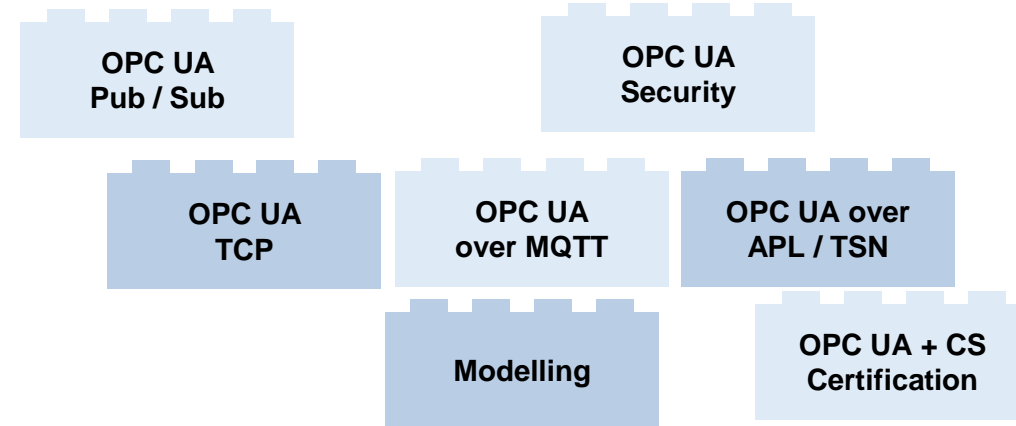 OPC UA
Pub / Sub
OPC UA
Security
OPC UA
TCP
OPC UA
over MQTT
OPC UA over
APL / TSN
Modelling
OPC UA + CS
Certification